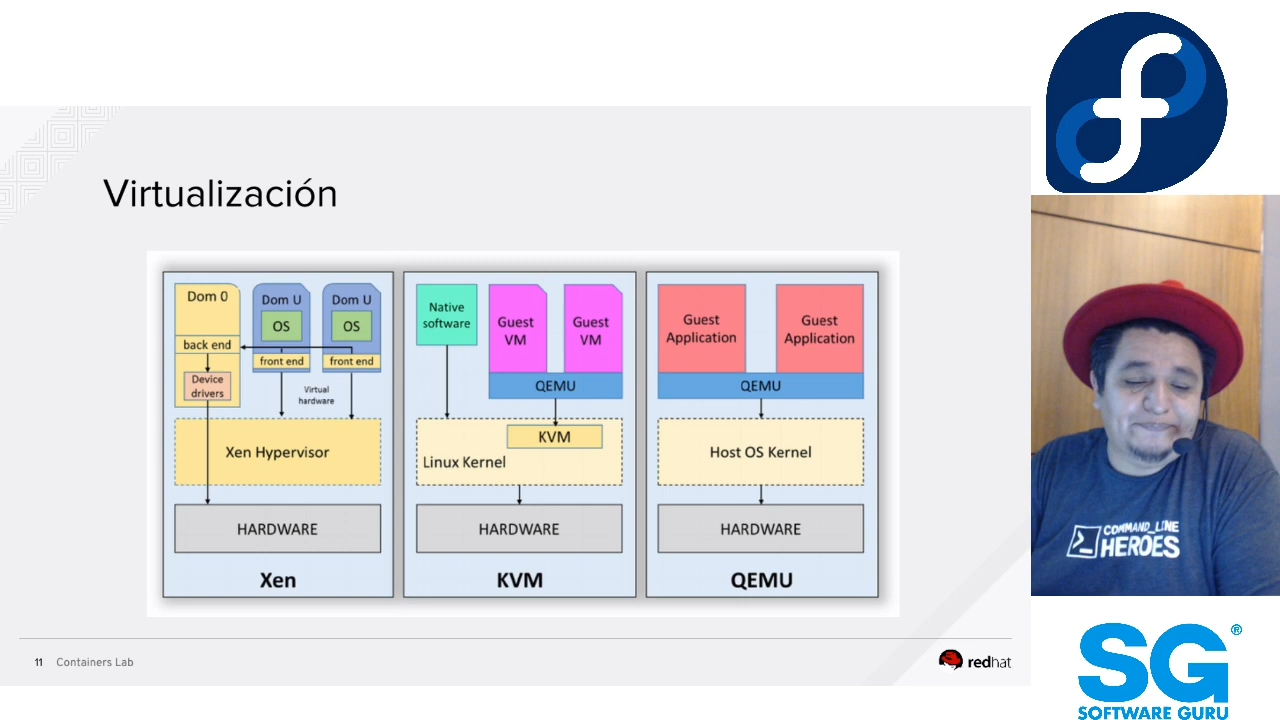 Virtualización
Dom 0
back end
Device
drivers
Dom U
OS
front end
Dom U
OS
front end
Virtual
hardware
Xen Hypervisor
HARDWARE
Xen
Native
software
Guest
VM
Guest
VM
QEMU
KVM
Linux Kernel
HARDWARE
KVM
Guest
Application
Guest
Application
QEMU
Host OS Kernel
HARDWARE
QEMU
11 Containers Lab
redhat
COMMAND_LINE
HEROES
SG®
SOFTWARE GURU